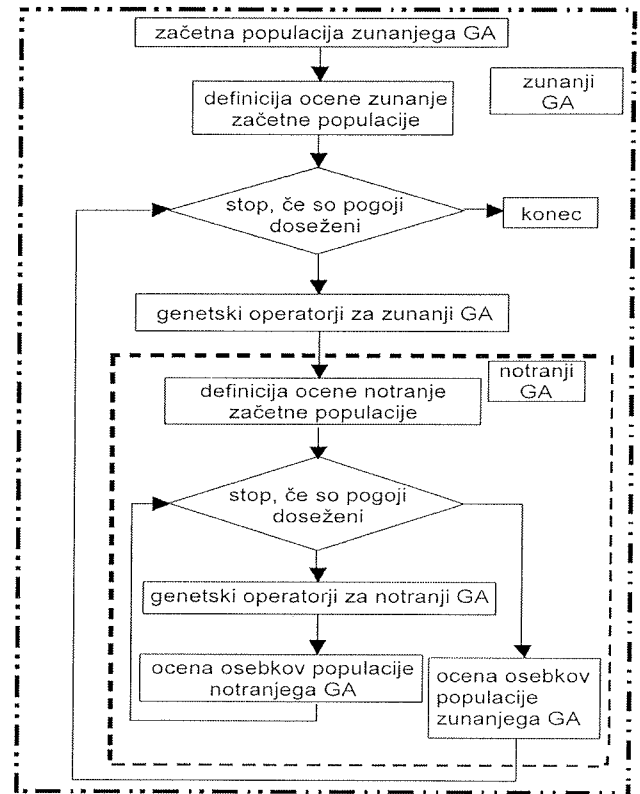 začetna populacija zunanjega GA
definicija ocene zunanje
začetne populacije
zunanji
GA
stop, če so pogoji
doseženi
konec
genetski operatorji za zunanji GA
notranji
GA
definicija ocene notranje
začetne populacije
stop, če so pogoji
doseženi
genetski operatorji za notranji GA
ocena osebkov populacije
notranjega GA
ocena osebkov
populacije
zunanjega GA